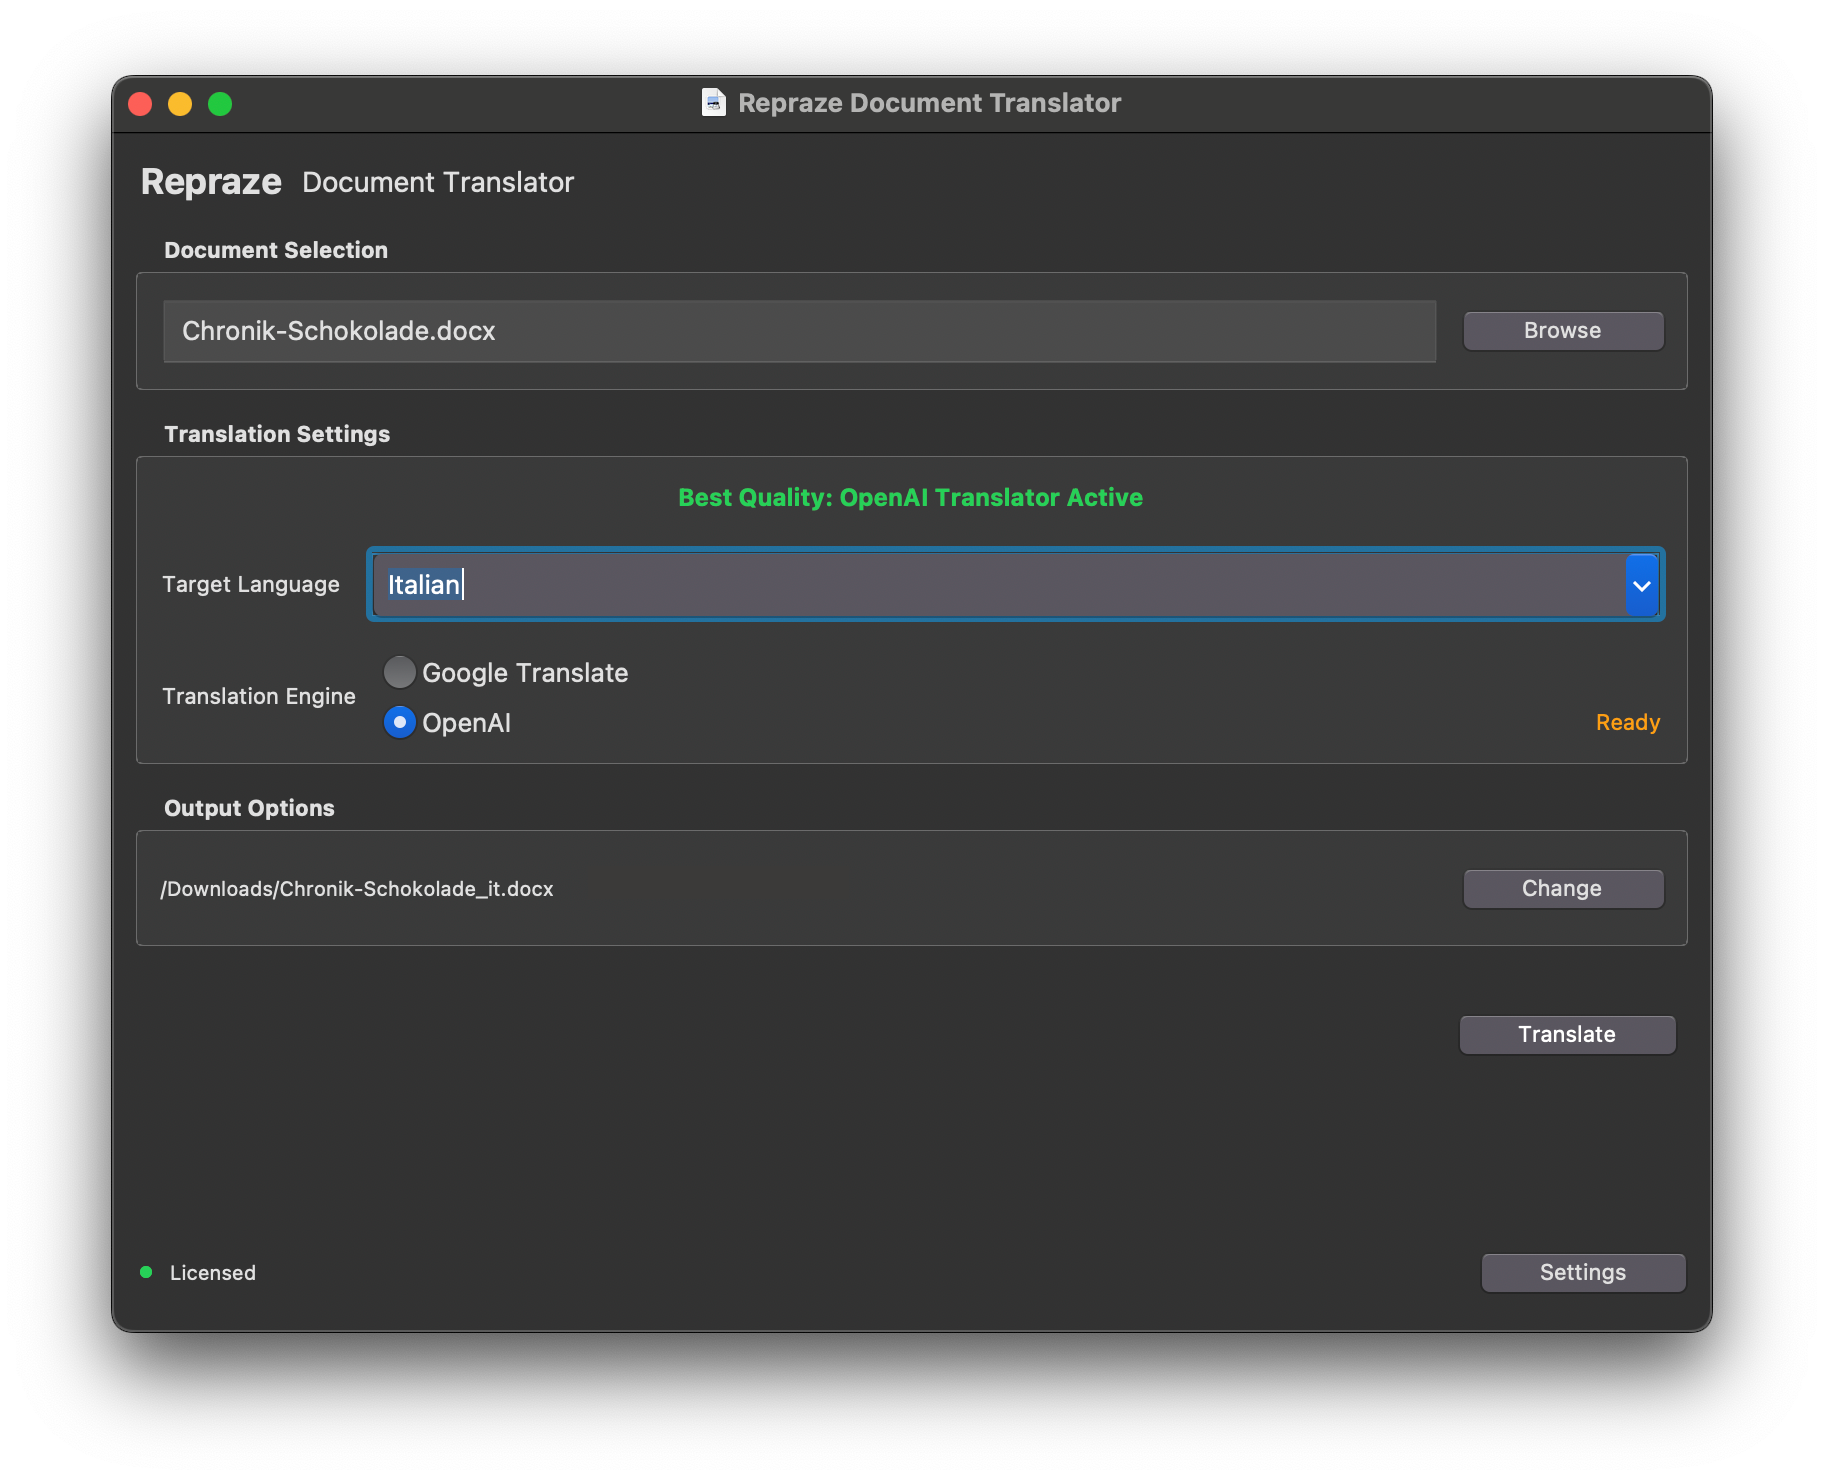 Repraze Document Translator
Repraze Document Translator
Document Selection
Chronik-Schokolade.docx
Browse
Translation Settings
Best Quality: OpenAI Translator Active
Target Language
Italian
Translation Engine
Google Translate
OpenAI
Ready
Output Options
/Downloads/Chronik-Schokolade_it.docx
Change
Translate
Licensed
Settings